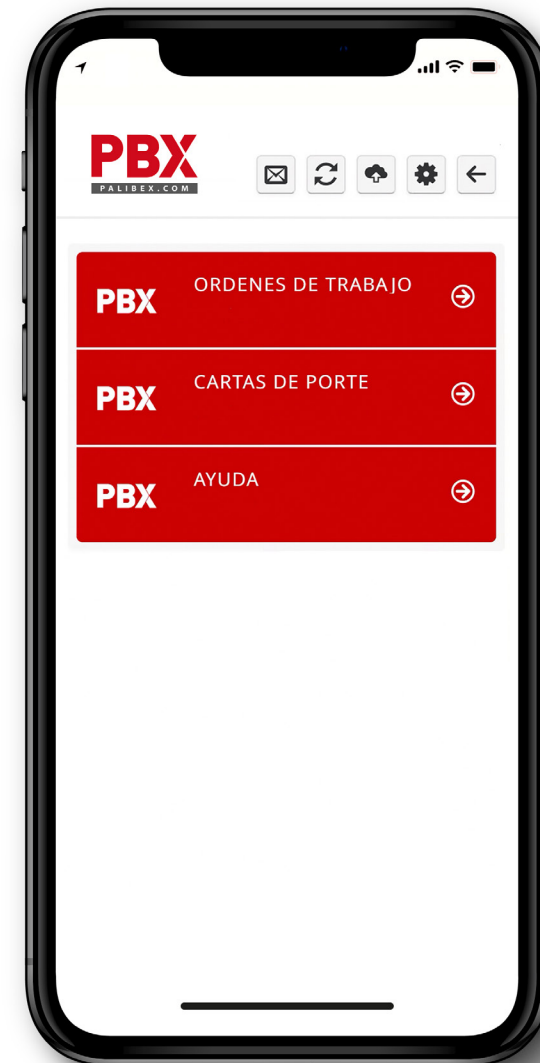 PBX
PALIBEX.COM
PBX ORDENES DE TRABAJO
PBX CARTAS DE PORTE
PBX AYUDA